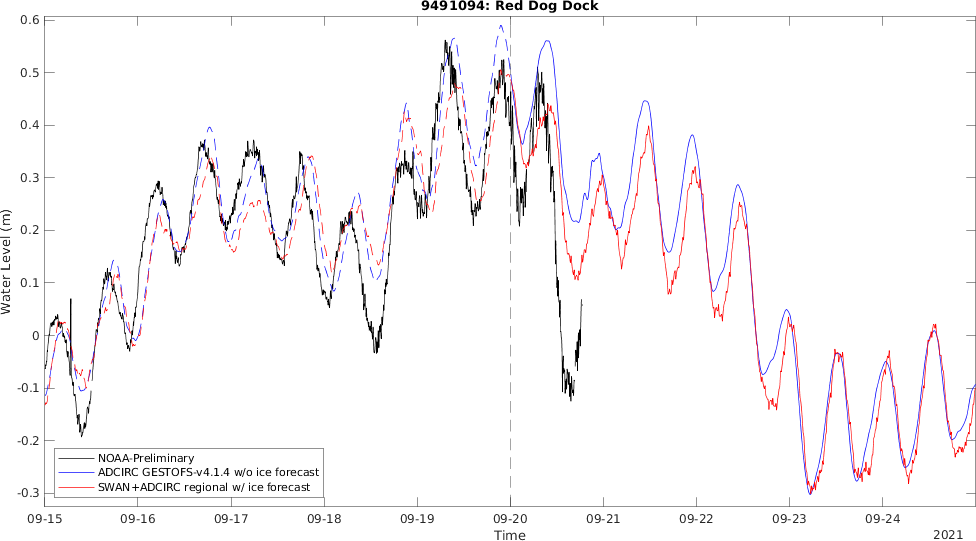 9491094: Red Dog Dock
0.6
0.5
0.4
0.3
0.2
0.1
0
-0.1
-0.2
-0.3
Water Level (m)
NOAA-Preliminary
ADCIRC GESTOFS-v4.1.4 w/o ice forecast
SWAN+ADCIRC regional w/ ice forecast
09-15 09-16 09-17 09-18 09-19 09-20 09-21 09-22 09-23 09-24
Time
2021